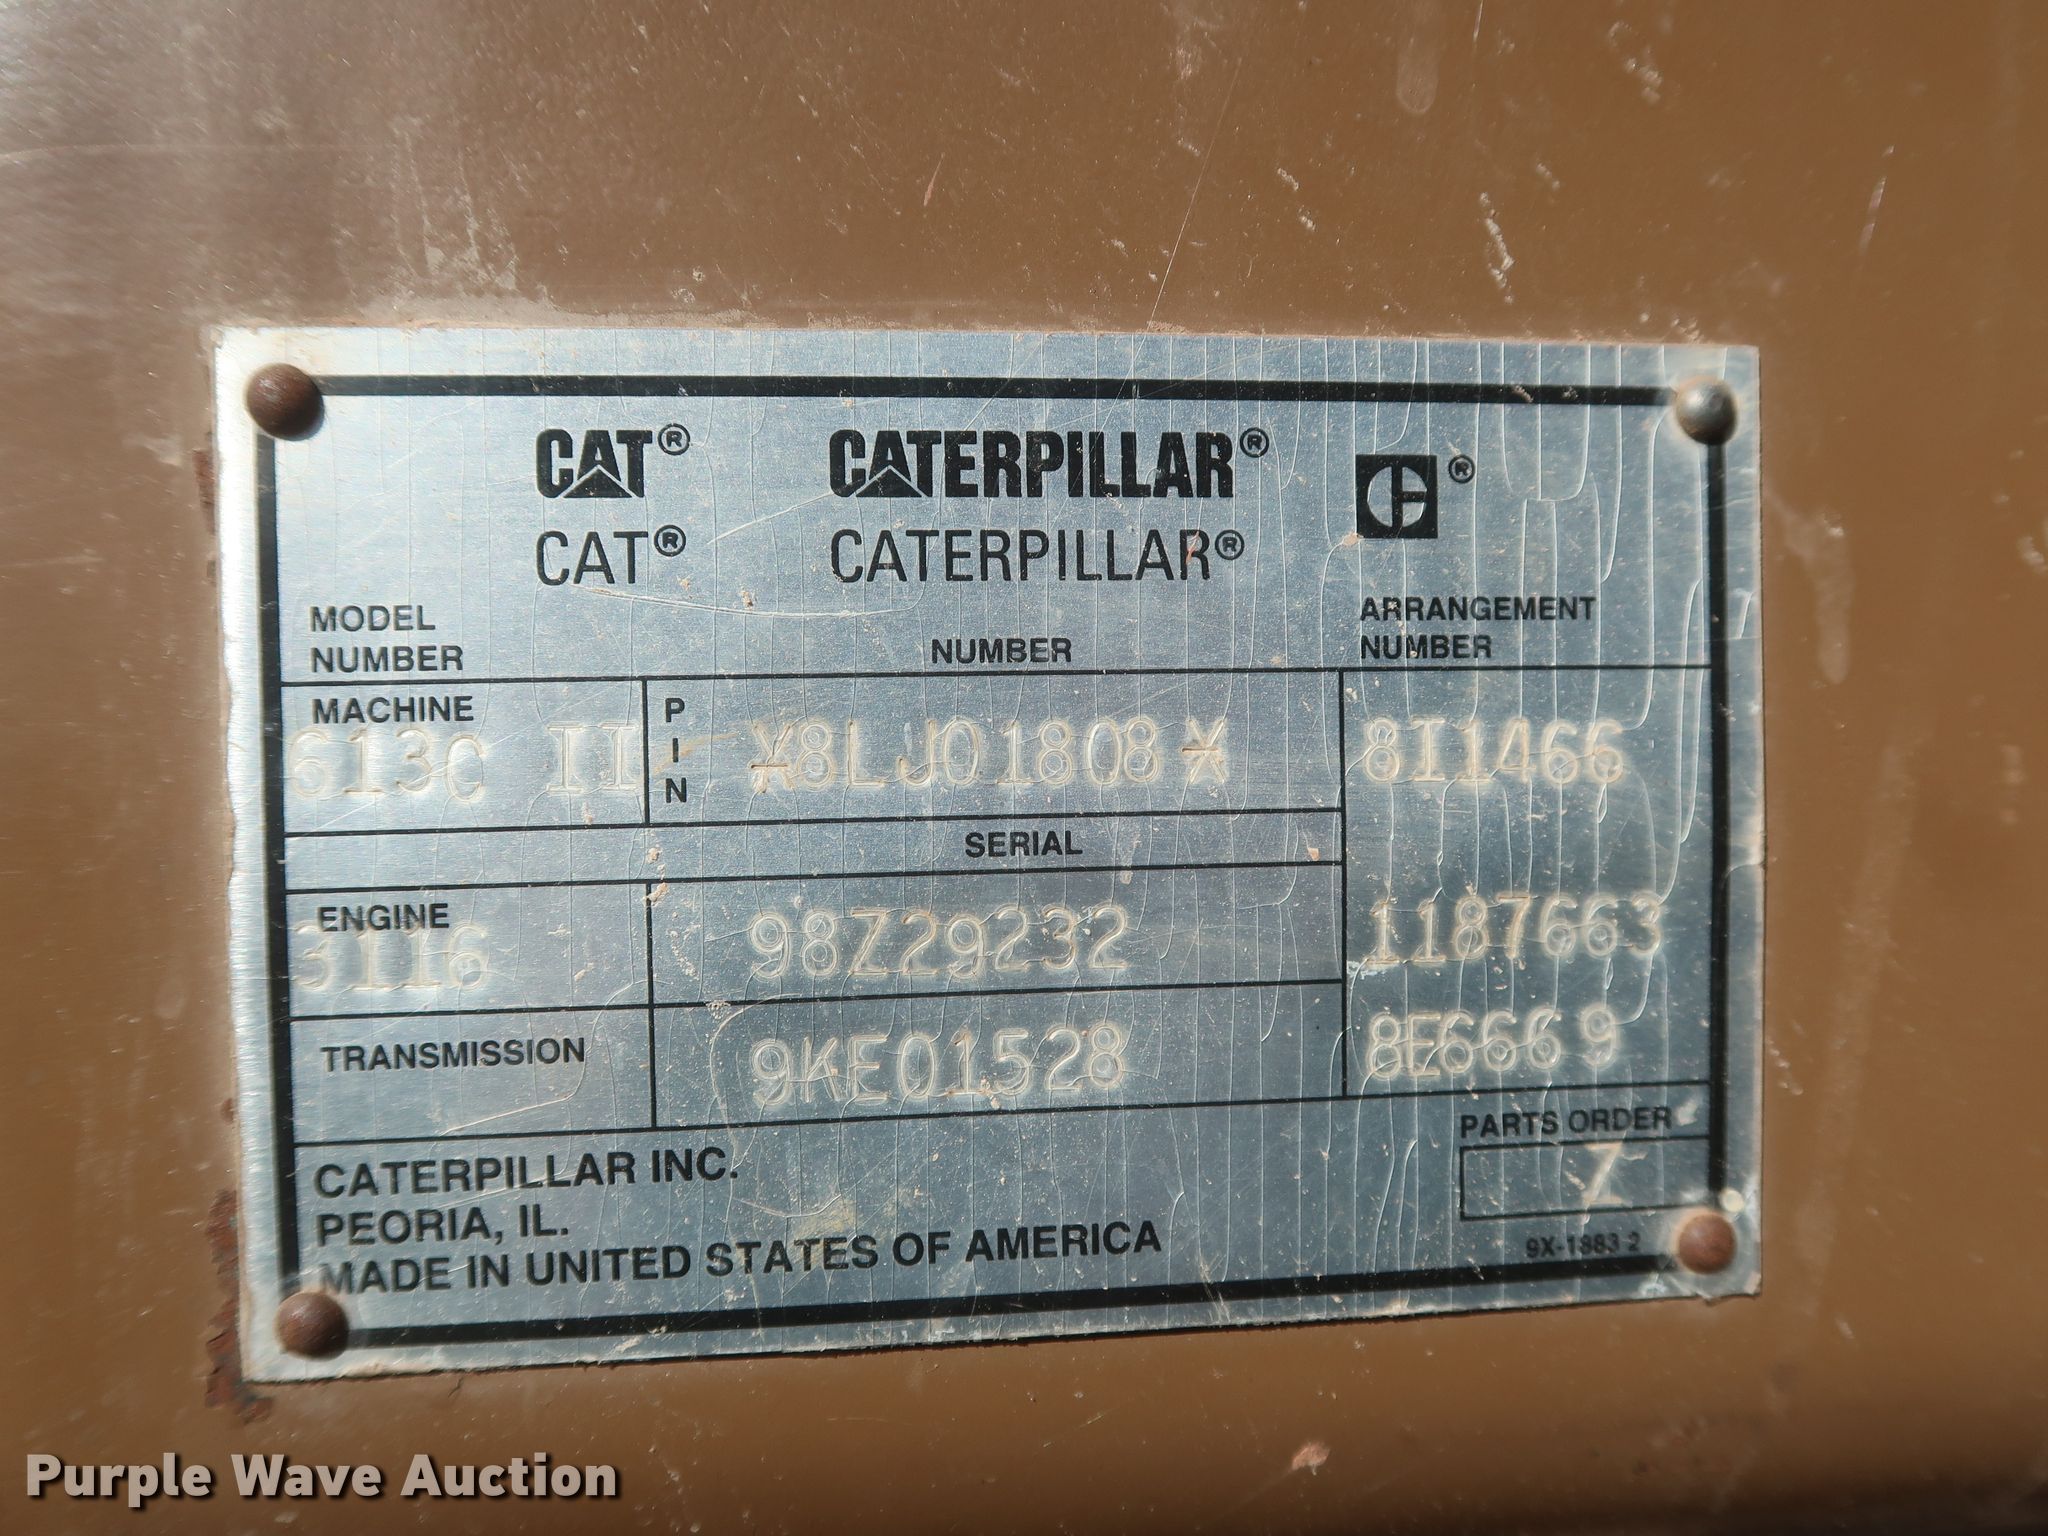 CAT® CATERPILLAR®
CAT® CATERPILLAR®
MODEL NUMBER
NUMBER
ARRANGEMENT NUMBER
MACHINE
613C II
PIN
*8LJ01808*
8I1466
SERIAL
ENGINE
3116
98Z29232
1187663
TRANSMISSION
9KE01528
8E6669
CATERPILLAR INC.
PEORIA, IL.
MADE IN UNITED STATES OF AMERICA
PARTS ORDER
Z
9X-1883 2
Purple Wave Auction